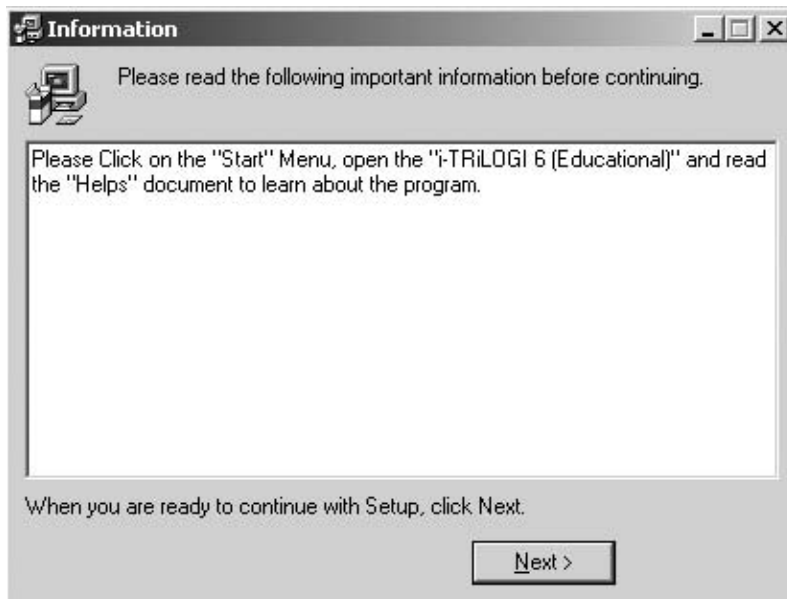 Information
Please read the following important information before continuing.
Please Click on the "Start" Menu, open the "i-TRiLOGI 6 (Educational)" and read
the "Helps" document to learn about the program.
When you are ready to continue with Setup, click Next.
Next >